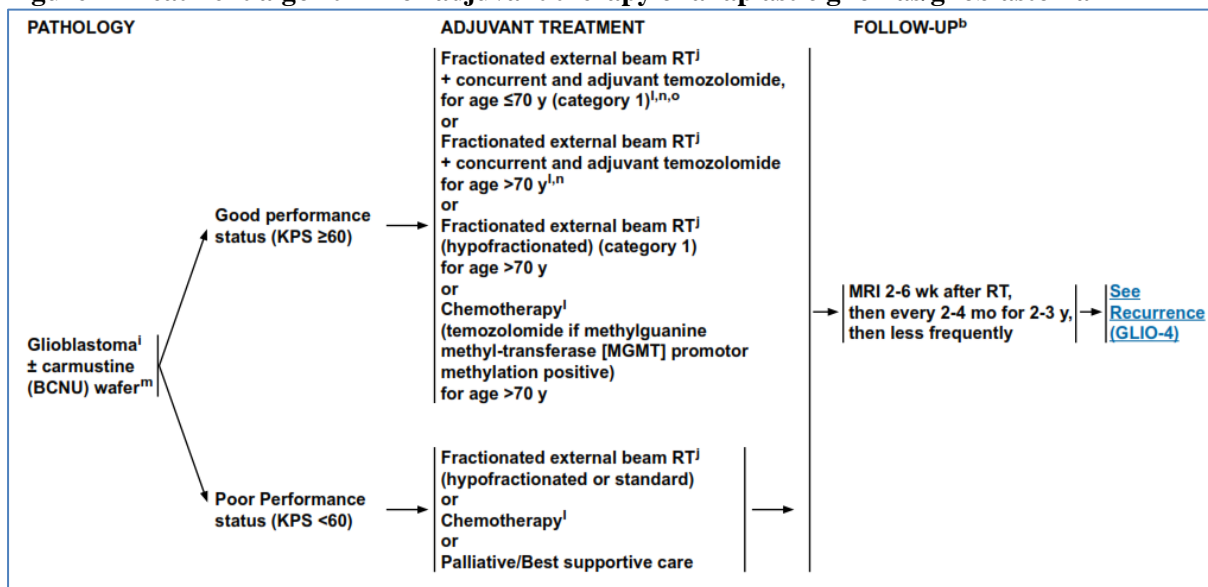 PATHOLOGY
ADJUVANT TREATMENT
FOLLOW-UPᵇ
Glioblastomaⁱ
± carmustine
(BCNU) waferᵐ
Good performance
status (KPS ≥60)
Fractionated external beam RTʲ
+ concurrent and adjuvant temozolomide,
for age ≤70 y (category 1)ˡ,ⁿ,ᵒ
or
Fractionated external beam RTʲ
+ concurrent and adjuvant temozolomide
for age >70 yˡ,ⁿ
or
Fractionated external beam RTʲ
(hypofractionated) (category 1)
for age >70 y
or
Chemotherapyˡ
(temozolomide if methylguanine
methyl-transferase [MGMT] promotor
methylation positive)
for age >70 y
Poor Performance
status (KPS <60)
Fractionated external beam RTʲ
(hypofractionated or standard)
or
Chemotherapyˡ
or
Palliative/Best supportive care
MRI 2-6 wk after RT,
then every 2-4 mo for 2-3 y,
then less frequently
See
Recurrence
(GLIO-4)